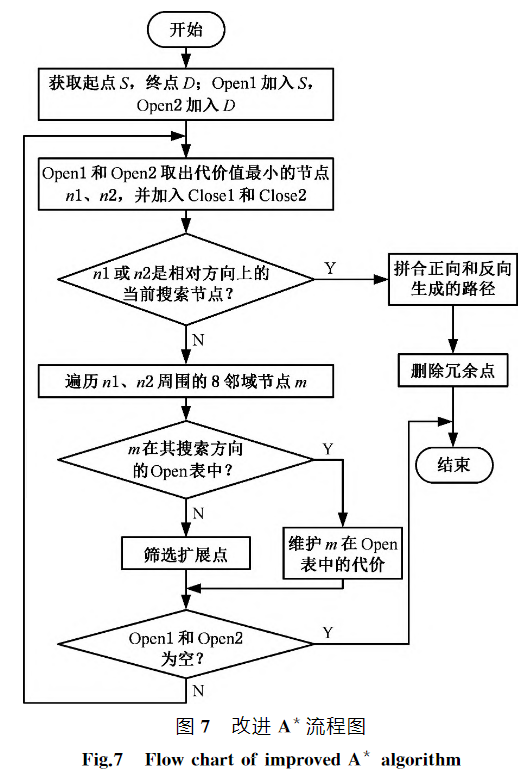 开始
获取起点 S，终点 D；Open1 加入 S，
Open2 加入 D
Open1 和 Open2 取出代价值最小的节点
n1、n2，并加入 Close1 和 Close2
n1 或 n2是相对方向上的
当前搜索节点？
Y
拼合正向和反向
生成的路径
N
遍历 n1、n2 周围的 8 邻域节点 m
删除冗余点
m在其搜索方向
的Open表中？
Y
结束
N
筛选扩展点
维护 m 在 Open
表中的代价
Open1 和 Open2
为空？
Y
N
图 7 改进 A* 流程图
Fig.7 Flow chart of improved A* algorithm